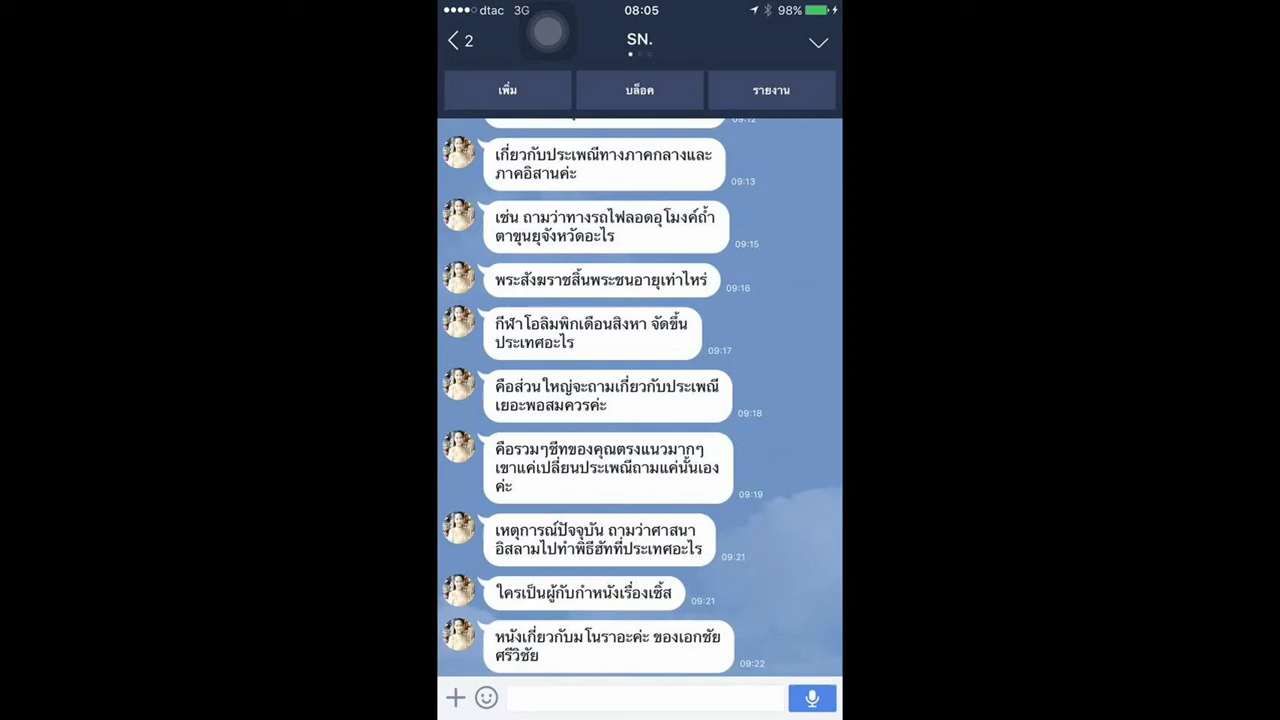 dtac 3G 08:05 98%
2 SN.
เพิ่ม บล็อค รายงาน
09:12
เกี่ยวกับประเพณีทางภาคกลางและ
ภาคอิสานค่ะ
09:13
เช่น ถามว่าทางรถไฟลอดอุโมงค์ถ้ำ
ตาขุนยุจังหวัดอะไร
09:15
พระสังฆราชสิ้นพระชนอายุเท่าไหร่
09:16
กีฬาโอลิมพิกเดือนสิงหา จัดขึ้น
ประเทศอะไร
09:17
คือส่วนใหญ่จะถามเกี่ยวกับประเพณี
เยอะพอสมควรค่ะ
09:18
คือรวมๆชีทของคุณตรงแนวมากๆ
เขาแค่เปลี่ยนประเพณีถามแค่นั้นเอง
ค่ะ
09:19
เหตุการณ์ปัจจุบัน ถามว่าศาสนา
อิสลามไปทำพิธีฮัทที่ประเทศอะไร
09:21
ใครเป็นผู้กับกำหนังเรื่องเซิ้ส
09:21
หนังเกี่ยวกับมโนราอะค่ะ ของเอกชัย
ศรีวิชัย
09:22